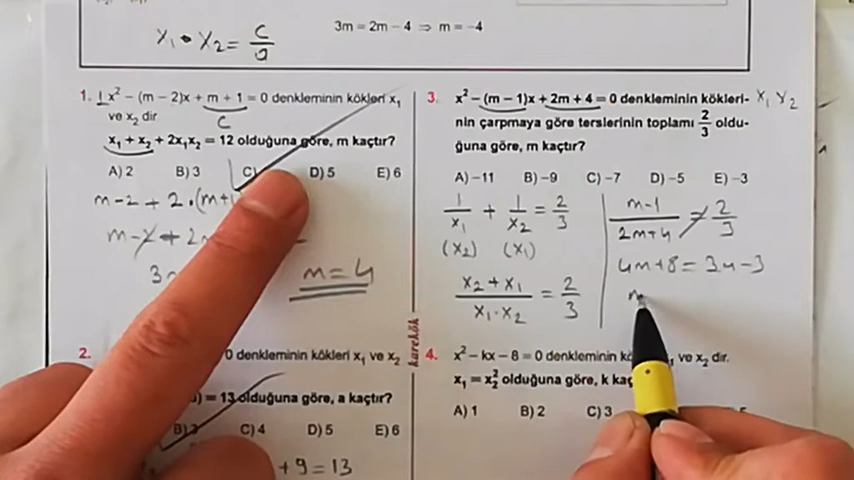 3m = 2m – 4 ⇒ m = –4
x₁ • x₂ = c/a
1. 1x² – (m – 2)x + m + 1 = 0 denkleminin kökleri x₁
ve x₂ dir.
c
x₁ + x₂ + 2x₁x₂ = 12 olduğuna göre, m kaçtır?
A) 2 B) 3 C) D) 5 E) 6
m-2 + 2.(m+1
m-2+2
3
m = 4
2.
0 denkleminin kökleri x₁ ve x₂
) = 13 olduğuna göre, a kaçtır?
B) 3 C) 4 D) 5 E) 6
+ 9 = 13
karekök
3. x² – (m – 1)x + 2m + 4 = 0 denkleminin kökleri- x₁ x₂
nin çarpmaya göre terslerinin toplamı 2/3 oldu-
ğuna göre, m kaçtır?
A) –11 B) –9 C) –7 D) –5 E) –3
1/x₁ + 1/x₂ = 2/3
(x₂) (x₁)
x₂ + x₁ / x₁ . x₂ = 2/3
m-1 / 2m+4 = 2/3
4m+8 = 3m-3
m
4. x² – kx – 8 = 0 denkleminin kö ve x₂ dir.
x₁ = x₂² olduğuna göre, k kaç
A) 1 B) 2 C) 3